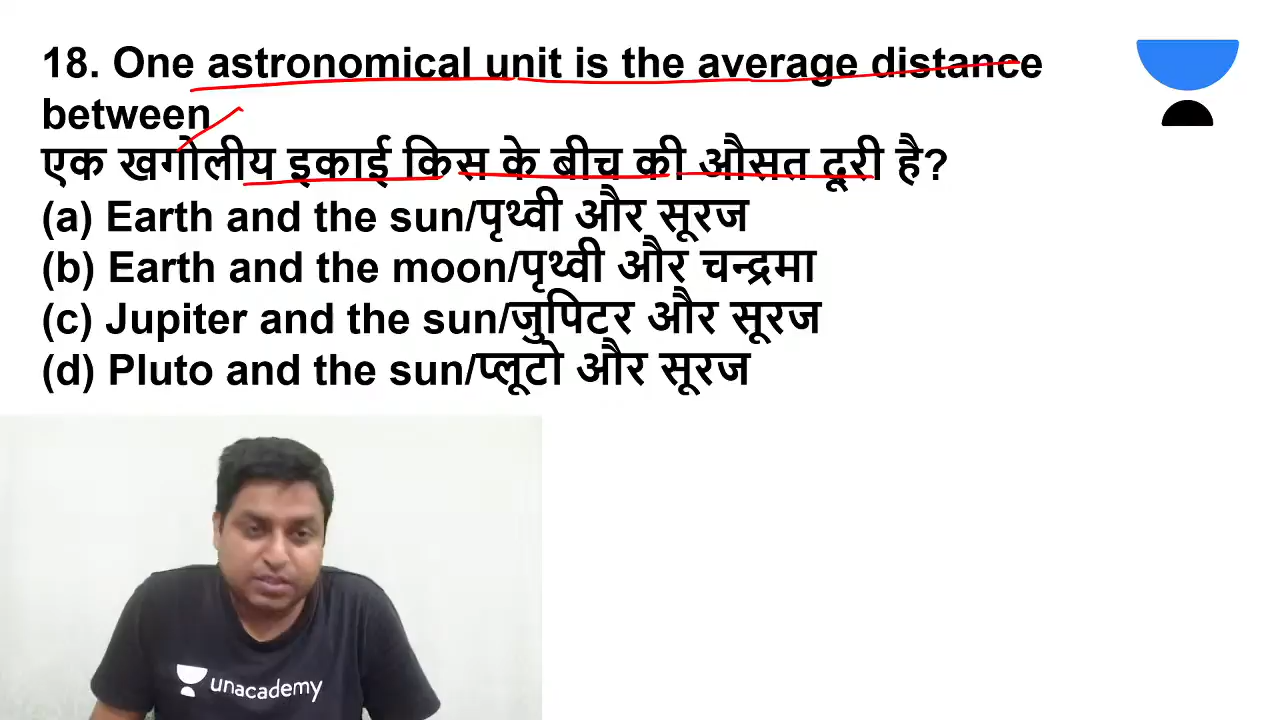 18. One astronomical unit is the average distance
between
एक खगोलीय इकाई किस के बीच की औसत दूरी है?
(a) Earth and the sun/पृथ्वी और सूरज
(b) Earth and the moon/पृथ्वी और चन्द्रमा
(c) Jupiter and the sun/जुपिटर और सूरज
(d) Pluto and the sun/प्लूटो और सूरज
unacademy